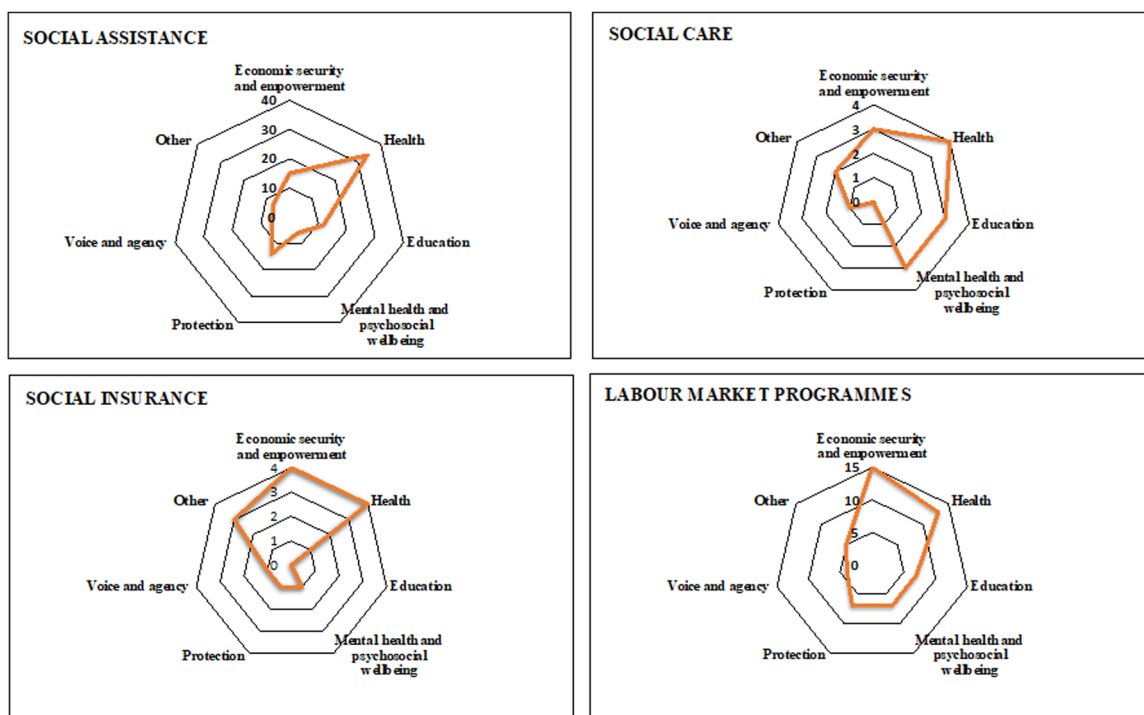 SOCIAL ASSISTANCE
Economic security
and empowerment
40
30
20
10
0
Health
Education
Mental health and
psychosocial
wellbeing
Protection
Voice and agency
Other
SOCIAL CARE
Economic security
and empowerment
4
3
2
1
0
Health
Education
Mental health and
psychosocial
wellbeing
Protection
Voice and agency
Other
SOCIAL INSURANCE
Economic security
and empowerment
4
3
2
1
0
Health
Education
Mental health and
psychosocial
wellbeing
Protection
Voice and agency
Other
LABOUR MARKET PROGRAMMES
Economic security
and empowerment
15
10
5
0
Health
Education
Mental health and
psychosocial
wellbeing
Protection
Voice and agency
Other